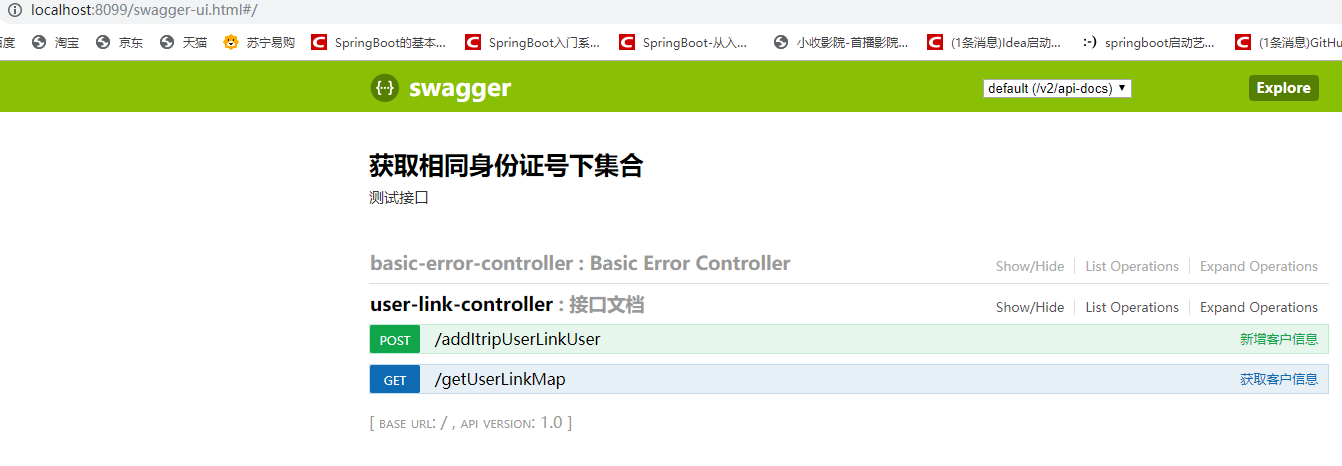 localhost:8099/swagger-ui.html#/
百度 淘宝 京东 天猫 苏宁易购 SpringBoot的基本... SpringBoot入门系... SpringBoot-从入... 小收影院-首播影院... (1条消息)Idea启动... springboot启动艺... (1条消息)GitHu
swagger default (/v2/api-docs) Explore
获取相同身份证号下集合
测试接口
basic-error-controller : Basic Error Controller Show/Hide List Operations Expand Operations
user-link-controller : 接口文档 Show/Hide List Operations Expand Operations
POST /addItripUserLinkUser 新增客户信息
GET /getUserLinkMap 获取客户信息
[ BASE URL: / , API VERSION: 1.0 ]